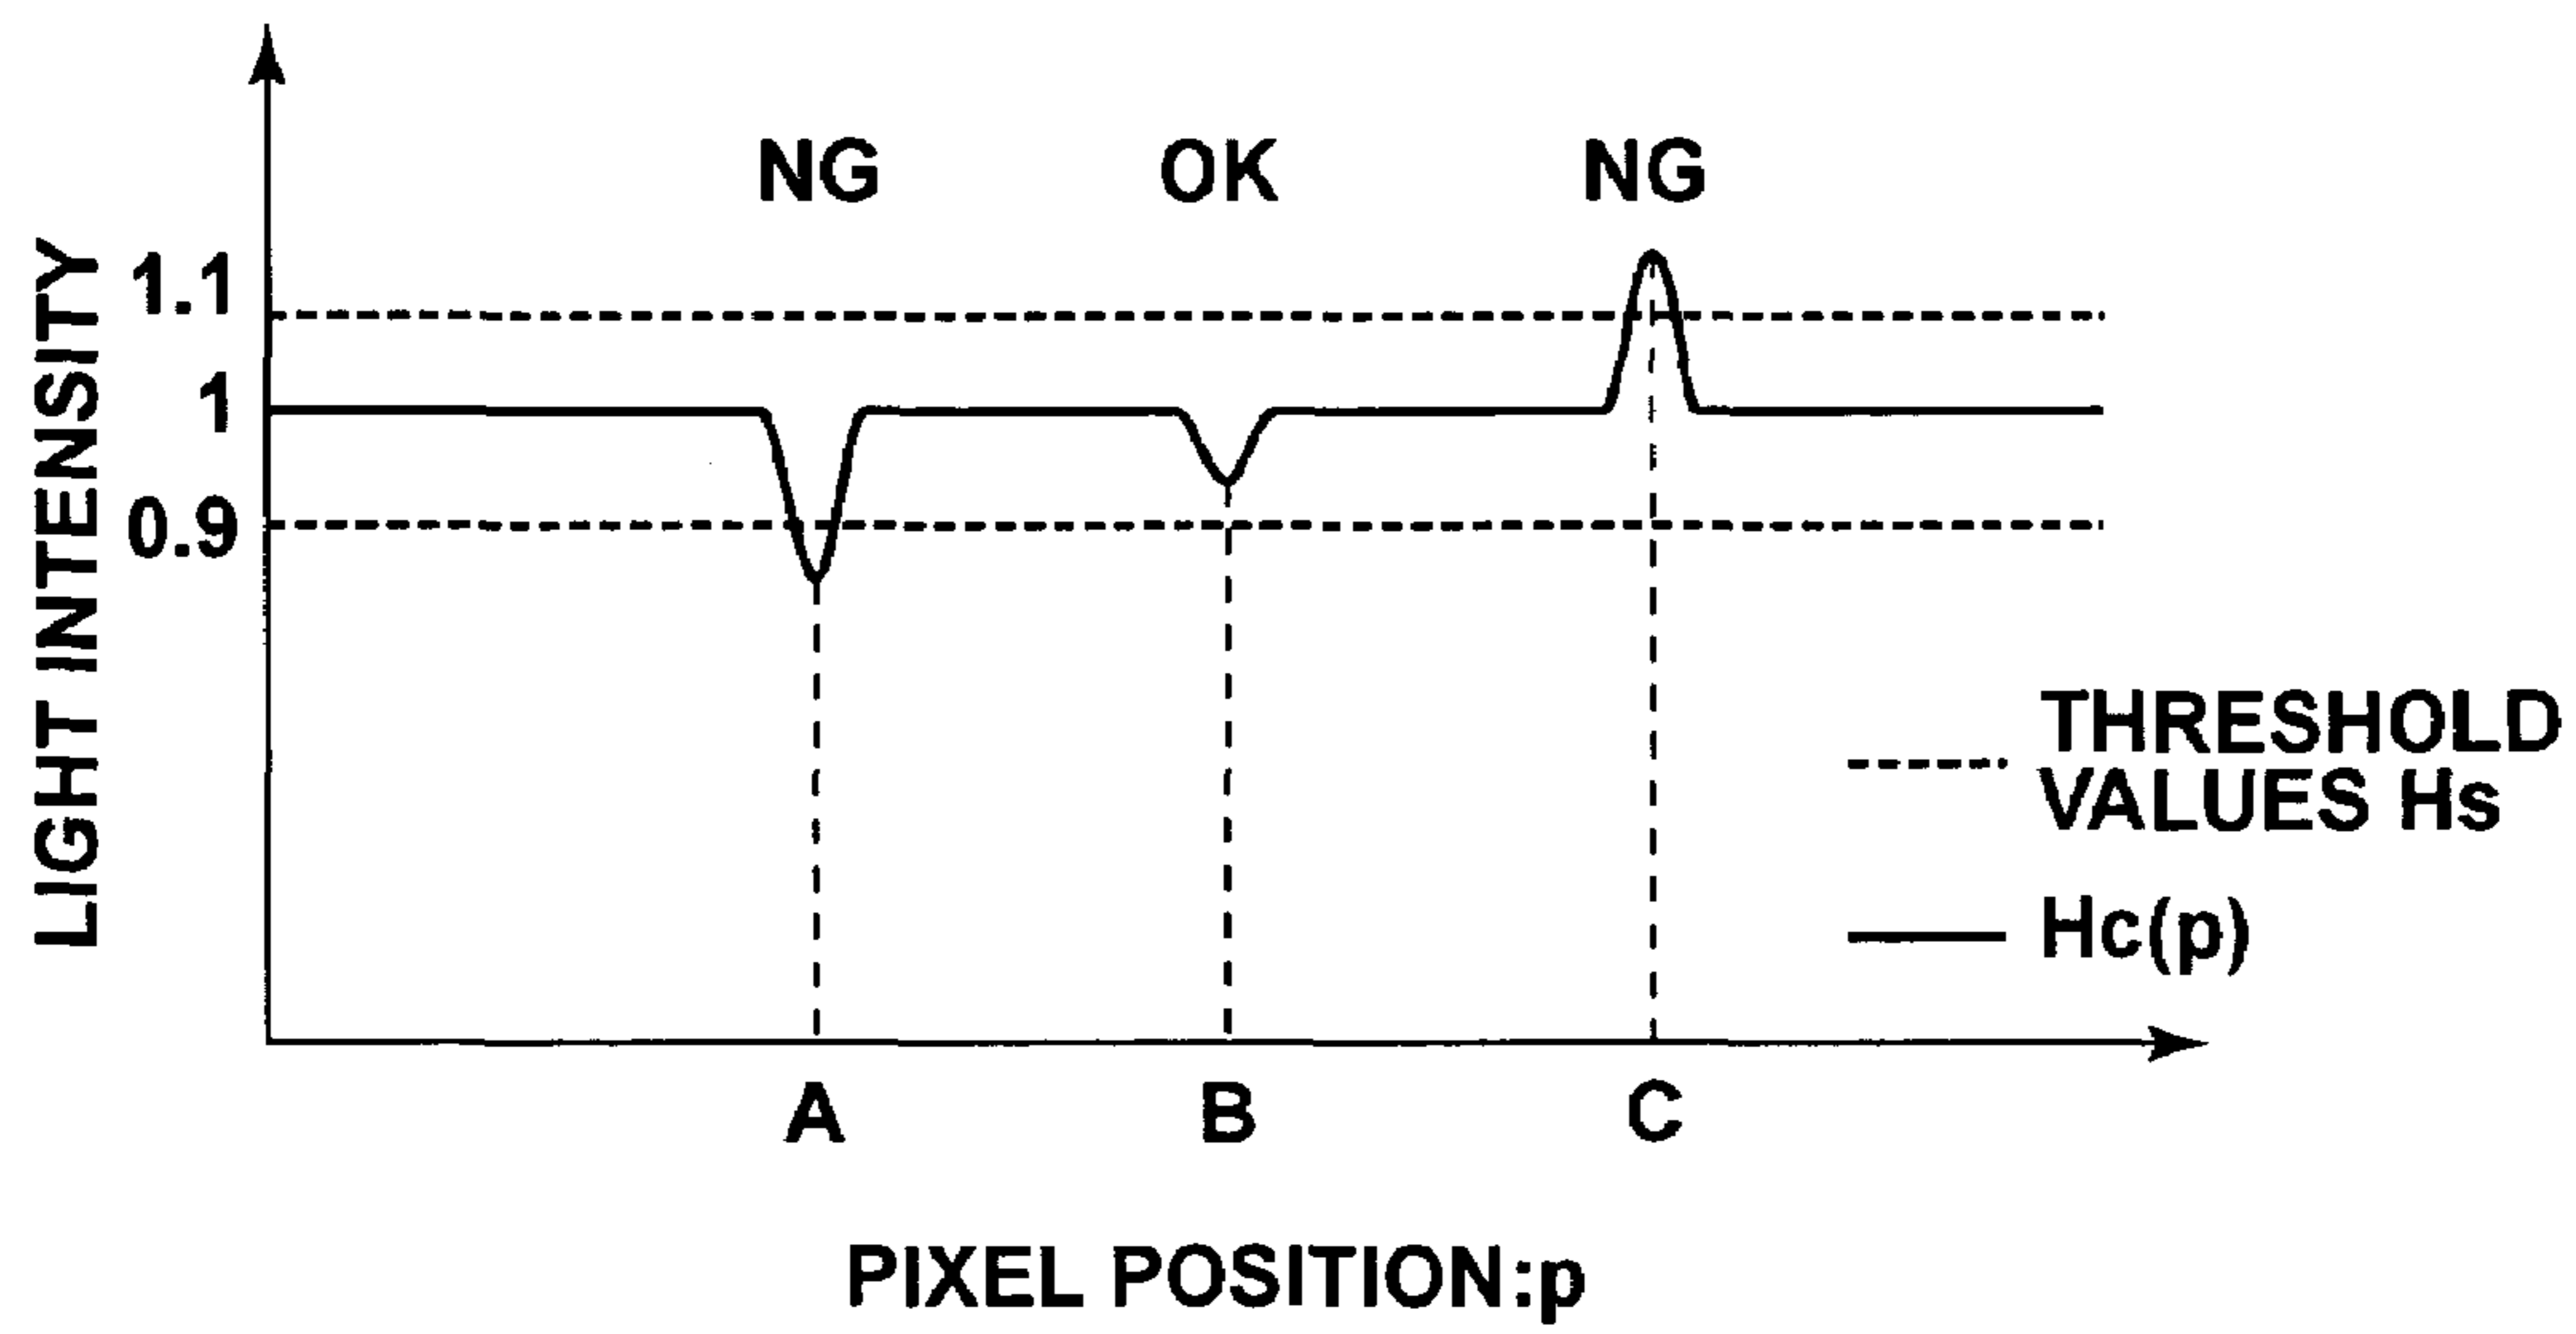 NG OK NG
LIGHT INTENSITY
1.1
1
0.9
THRESHOLD
VALUES Hs
Hc(p)
A B C
PIXEL POSITION:p